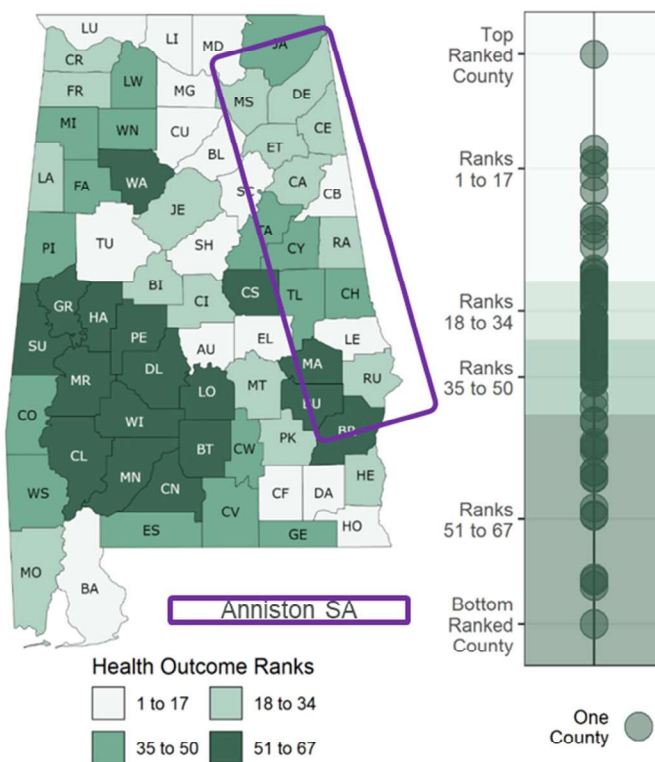 LU
LI
MD
JA
CR
LW
FR
MG
MS
DE
MI
WN
CU
ET
CE
BL
LA
FA
WA
SC
CA
CB
JE
PI
TU
SH
TA
CY
RA
BI
CI
CS
TL
CH
GR
HA
SU
PE
AU
EL
LE
DL
MA
MR
LO
MT
RU
CO
WI
BU
BR
CL
BT
CW
PK
MN
CN
WS
CV
CF
DA
HE
ES
GE
HO
MO
BA
Anniston SA
Health Outcome Ranks
1 to 17
18 to 34
35 to 50
51 to 67
Top
Ranked
County
Ranks
1 to 17
Ranks
18 to 34
Ranks
35 to 50
Ranks
51 to 67
Bottom
Ranked
County
One
County